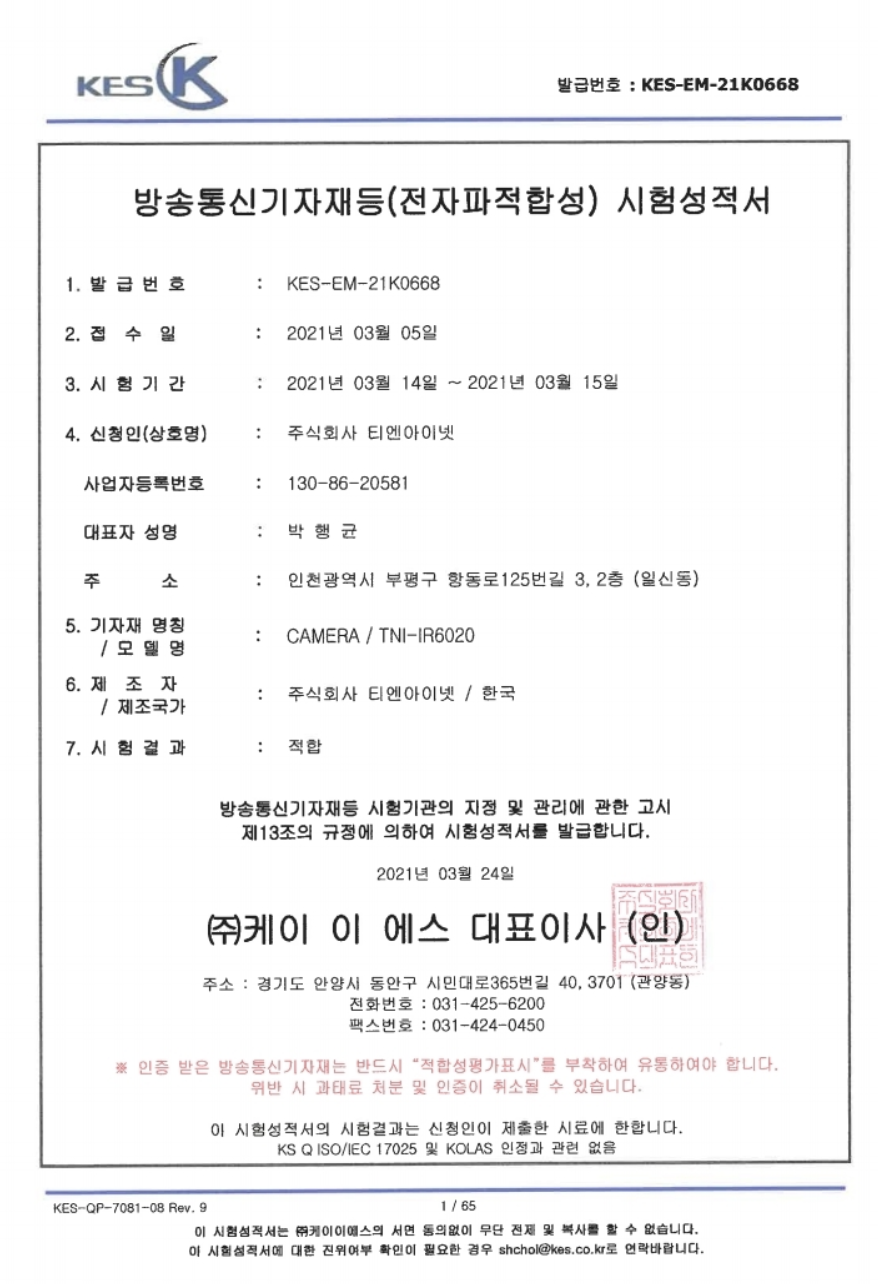 KES
발급번호 : KES-EM-21K0668
방송통신기자재등(전자파적합성) 시험성적서
1. 발 급 번 호 : KES-EM-21K0668
2. 접 수 일 : 2021년 03월 05일
3. 시 험 기 간 : 2021년 03월 14일 ~ 2021년 03월 15일
4. 신청인(상호명) : 주식회사 티엔아이넷
사업자등록번호 : 130-86-20581
대표자 성명 : 박 행 균
주 소 : 인천광역시 부평구 항동로125번길 3, 2층 (일신동)
5. 기자재 명칭
/ 모 델 명 : CAMERA / TNI-IR6020
6. 제 조 자
/ 제조국가 : 주식회사 티엔아이넷 / 한국
7. 시 험 결 과 : 적합
방송통신기자재등 시험기관의 지정 및 관리에 관한 고시
제13조의 규정에 의하여 시험성적서를 발급합니다.
2021년 03월 24일
㈜케이 이 에스 대표이사 (인)
주소 : 경기도 안양시 동안구 시민대로365번길 40, 3701 (관양동)
전화번호 : 031-425-6200
팩스번호 : 031-424-0450
※ 인증 받은 방송통신기자재는 반드시 “적합성평가표시”를 부착하여 유통하여야 합니다.
위반 시 과태료 처분 및 인증이 취소될 수 있습니다.
이 시험성적서의 시험결과는 신청인이 제출한 시료에 한합니다.
KS Q ISO/IEC 17025 및 KOLAS 인정과 관련 없음
KES-QP-7081-08 Rev. 9
1 / 65
이 시험성적서는 ㈜케이이에스의 서면 동의없이 무단 전제 및 복사를 할 수 없습니다.
이 시험성적서에 대한 진위여부 확인이 필요한 경우 shchol@kes.co.kr로 연락바랍니다.